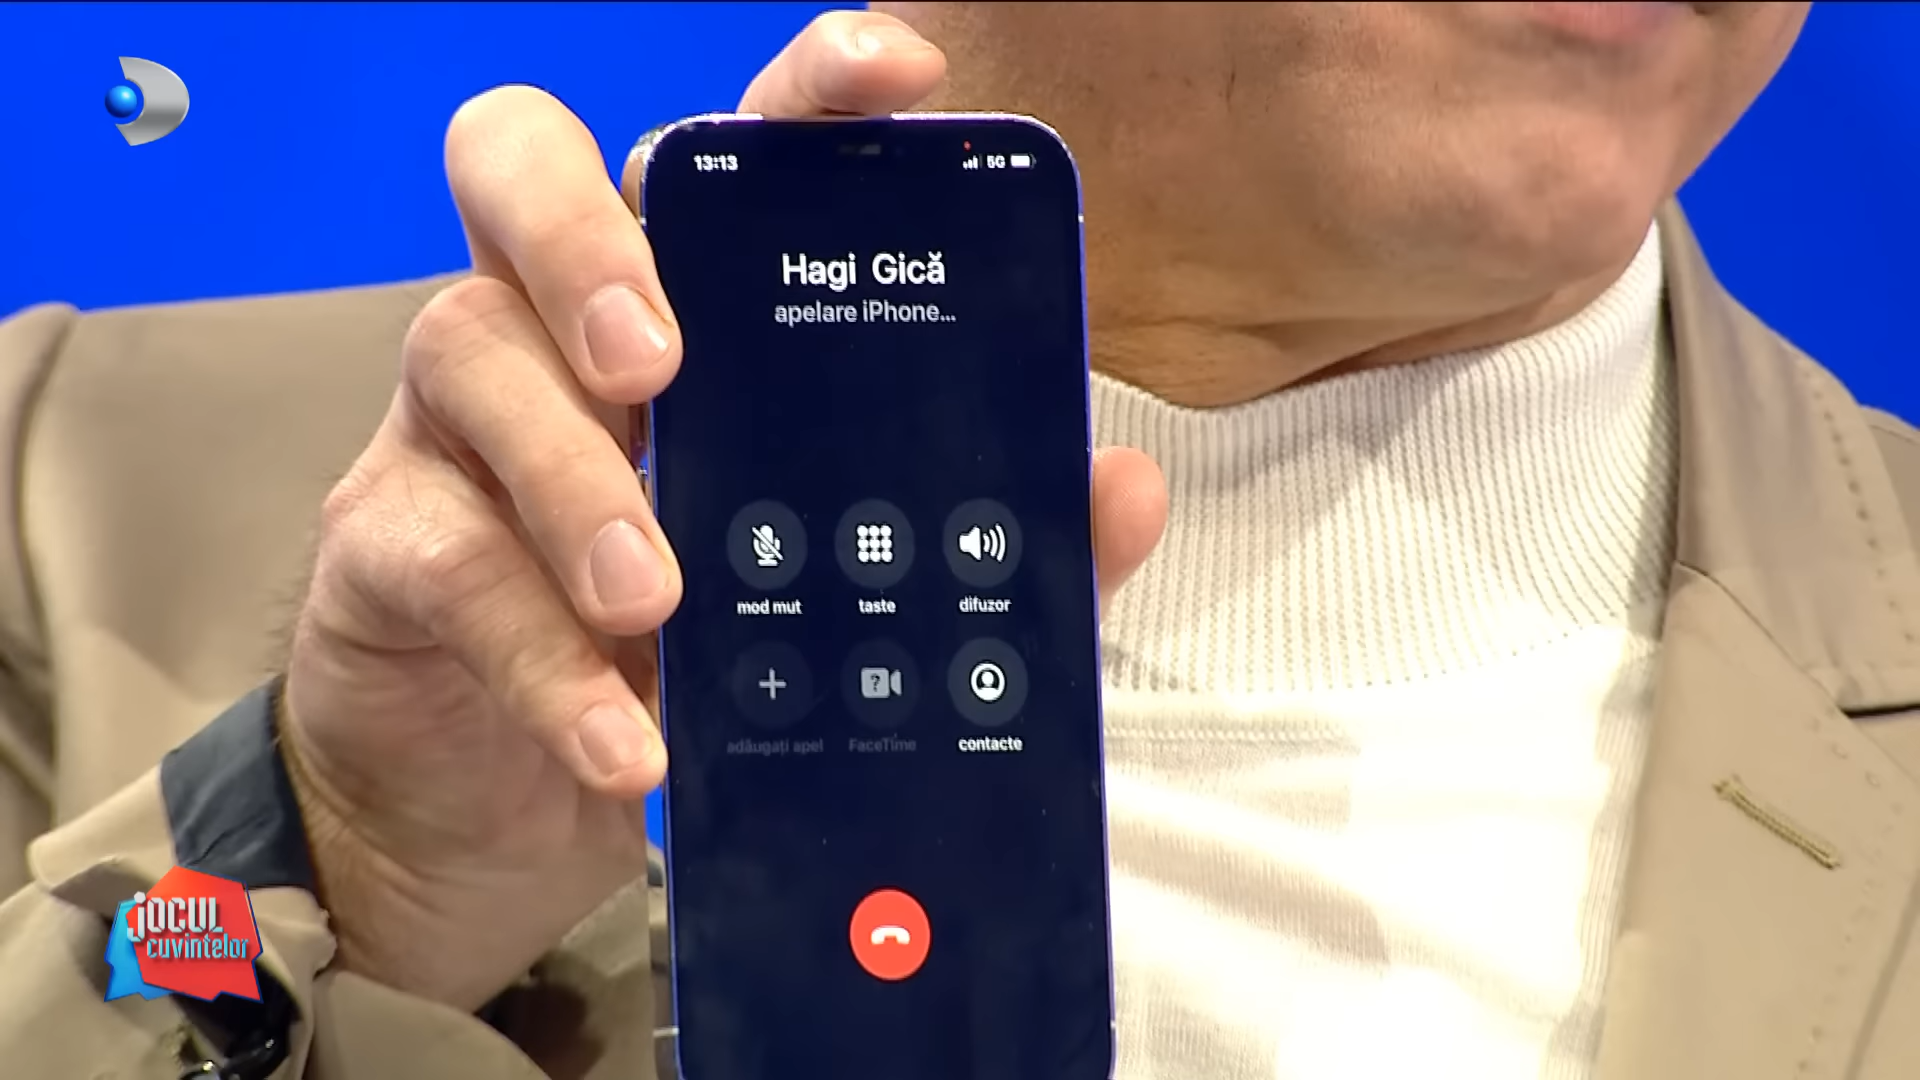 13:13
5G
Hagi Gică
apelare iPhone...
mod mut
taste
difuzor
adăugați apel
FaceTime
contacte
jocul
cuvintelor